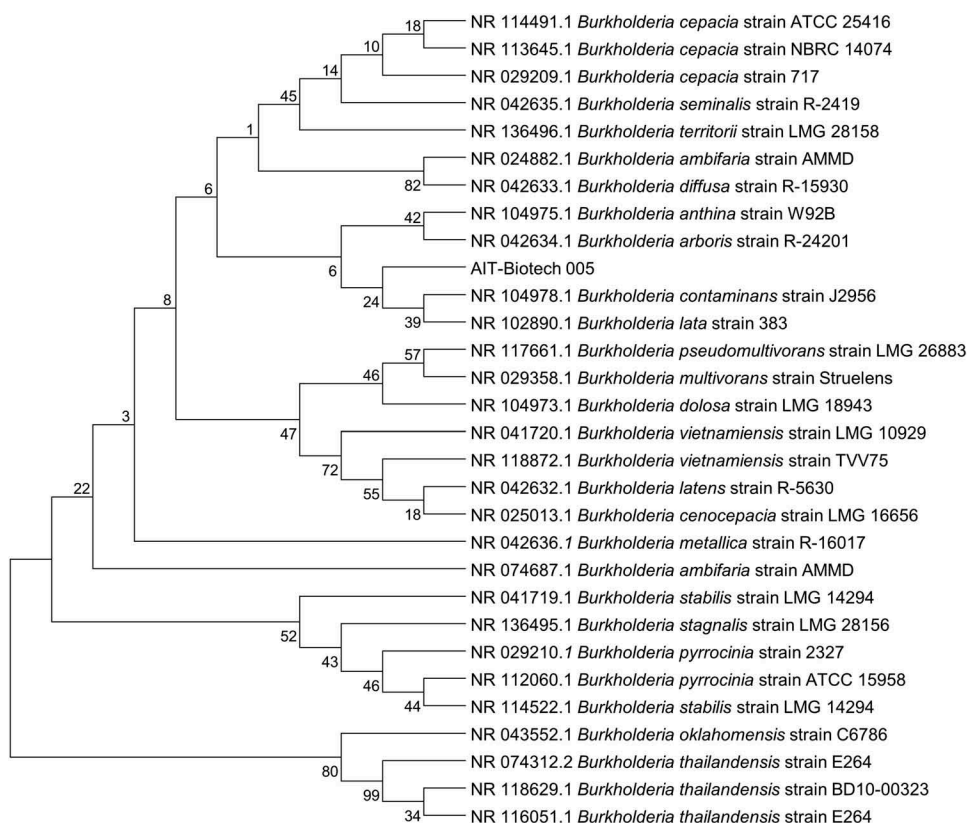 NR 114491.1 Burkholderia cepacia strain ATCC 25416
18
NR 113645.1 Burkholderia cepacia strain NBRC 14074
10
NR 029209.1 Burkholderia cepacia strain 717
14
NR 042635.1 Burkholderia seminalis strain R-2419
45
NR 136496.1 Burkholderia territorii strain LMG 28158
1
NR 024882.1 Burkholderia ambifaria strain AMMD
82
NR 042633.1 Burkholderia diffusa strain R-15930
6
NR 104975.1 Burkholderia anthina strain W92B
42
NR 042634.1 Burkholderia arboris strain R-24201
6
AIT-Biotech 005
24
NR 104978.1 Burkholderia contaminans strain J2956
39
NR 102890.1 Burkholderia lata strain 383
8
NR 117661.1 Burkholderia pseudomultivorans strain LMG 26883
57
NR 029358.1 Burkholderia multivorans strain Struelens
46
NR 104973.1 Burkholderia dolosa strain LMG 18943
3
47
NR 041720.1 Burkholderia vietnamiensis strain LMG 10929
72
NR 118872.1 Burkholderia vietnamiensis strain TVV75
55
NR 042632.1 Burkholderia latens strain R-5630
22
18
NR 025013.1 Burkholderia cenocepacia strain LMG 16656
NR 042636.1 Burkholderia metallica strain R-16017
NR 074687.1 Burkholderia ambifaria strain AMMD
NR 041719.1 Burkholderia stabilis strain LMG 14294
52
NR 136495.1 Burkholderia stagnalis strain LMG 28156
43
NR 029210.1 Burkholderia pyrrocinia strain 2327
46
NR 112060.1 Burkholderia pyrrocinia strain ATCC 15958
44
NR 114522.1 Burkholderia stabilis strain LMG 14294
NR 043552.1 Burkholderia oklahomensis strain C6786
80
NR 074312.2 Burkholderia thailandensis strain E264
99
NR 118629.1 Burkholderia thailandensis strain BD10-00323
34
NR 116051.1 Burkholderia thailandensis strain E264